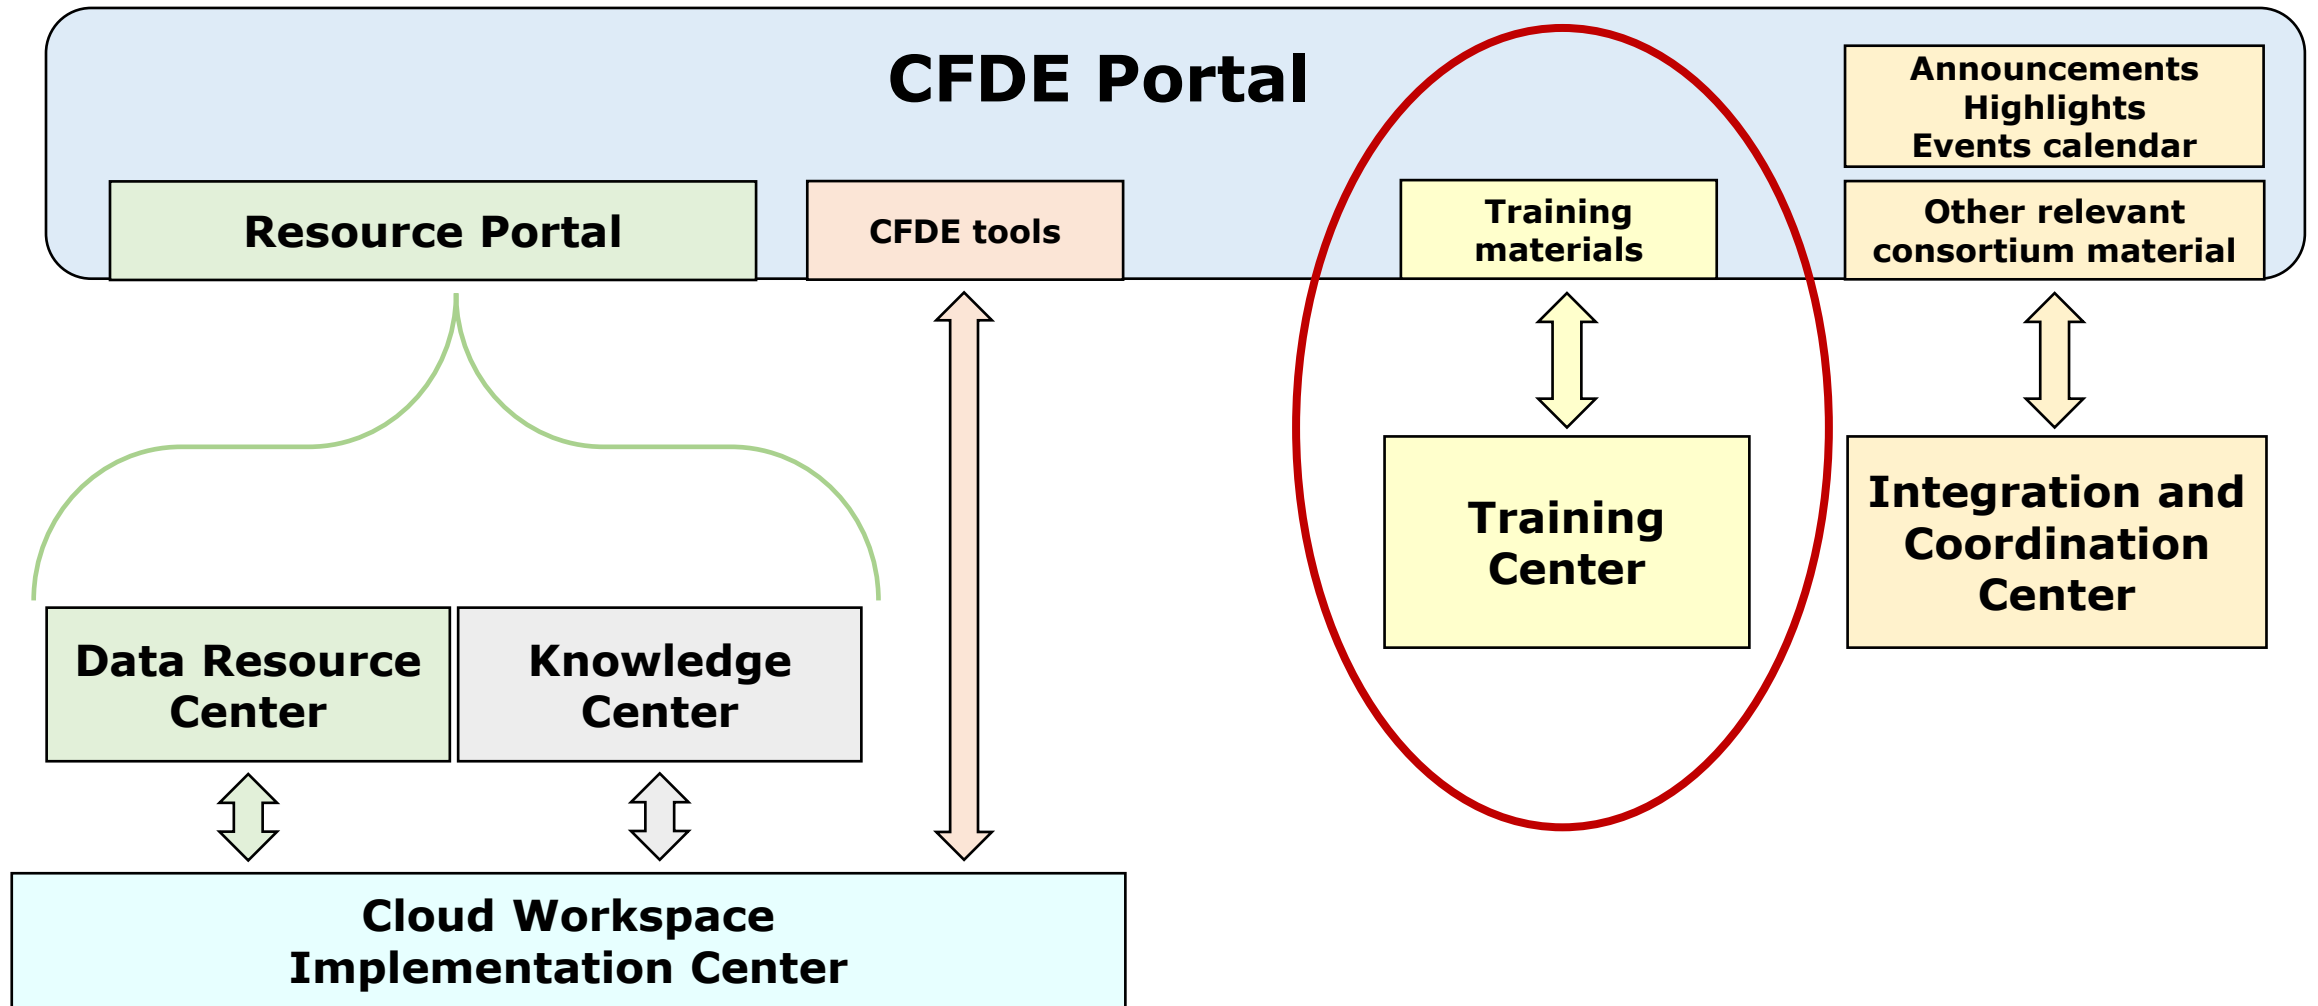 CFDE Portal
Announcements
Highlights
Events calendar
Resource Portal
CFDE tools
Training
materials
Other relevant
consortium material
Training
Center
Integration and
Coordination
Center
Data Resource
Center
Knowledge
Center
Cloud Workspace
Implementation Center